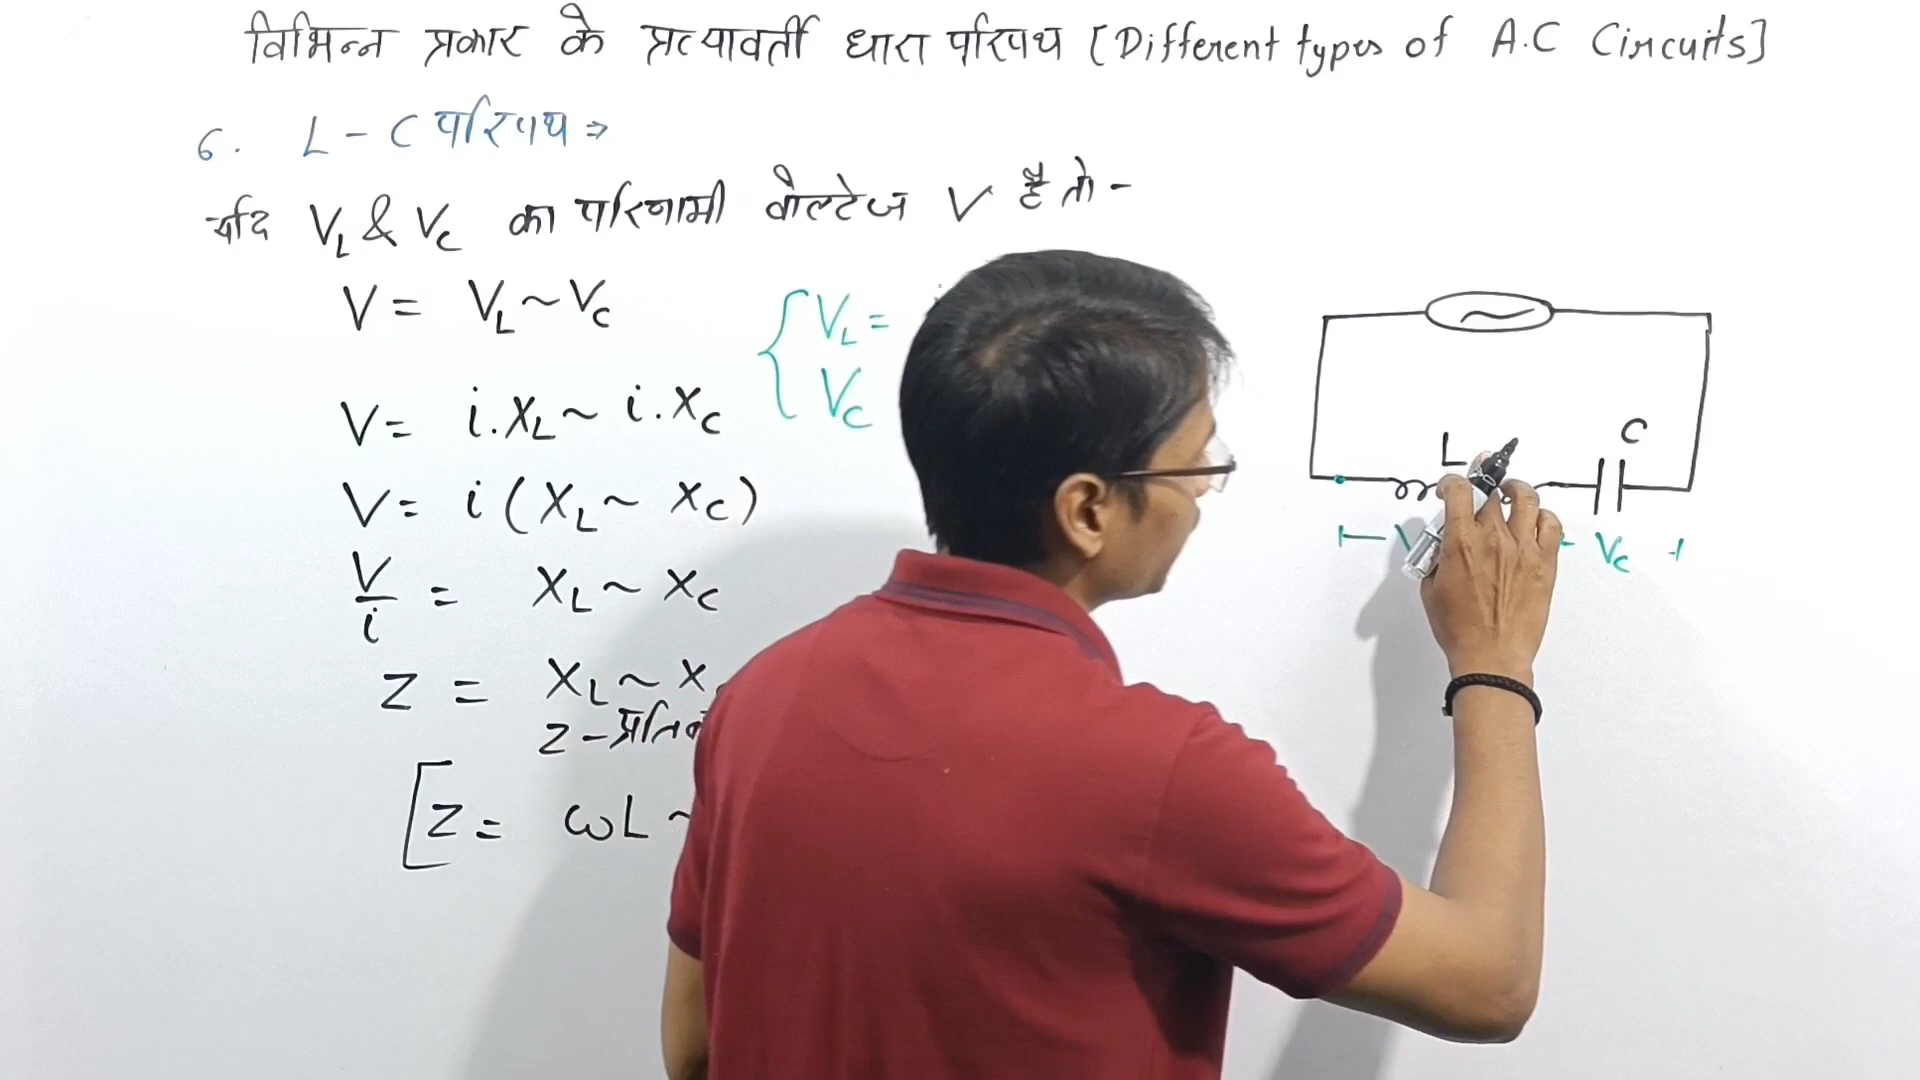 विभिन्न प्रकार के प्रत्यावर्ती धारा परिपथ [Different types of A.C Circuits]
6. L - C परिपथ ⇒
यदि V_L & V_C का परिणामी वोल्टेज V है तो -
V = V_L ~ V_C
{ V_L =
V_C
V = i.X_L ~ i.X_C
V = i (X_L ~ X_C)
V/i = X_L ~ X_C
Z = X_L ~ X
Z -
[Z = ωL ~
~
L
C
V_C